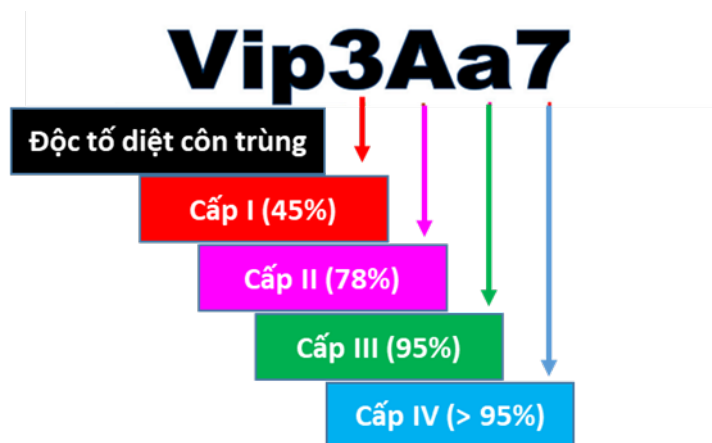 Vip3Aa7
Độc tố diệt côn trùng
Cấp I (45%)
Cấp II (78%)
Cấp III (95%)
Cấp IV (> 95%)